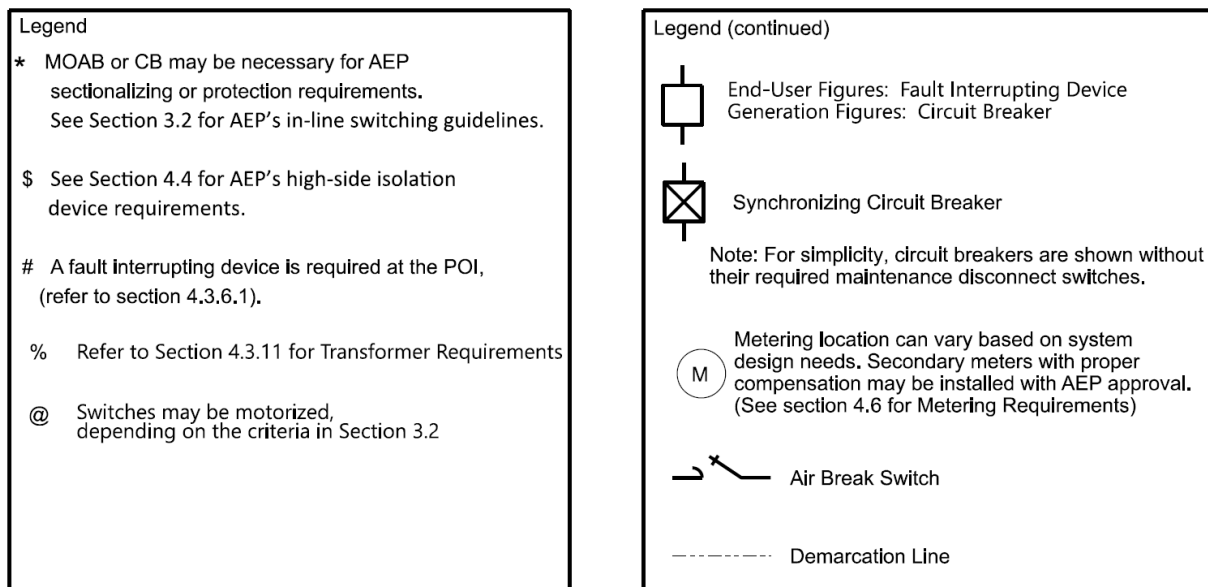 Legend
* MOAB or CB may be necessary for AEP
sectionalizing or protection requirements.
See Section 3.2 for AEP's in-line switching guidelines.
$ See Section 4.4 for AEP's high-side isolation
device requirements.
# A fault interrupting device is required at the POI,
(refer to section 4.3.6.1).
% Refer to Section 4.3.11 for Transformer Requirements
@ Switches may be motorized,
depending on the criteria in Section 3.2
Legend (continued)
End-User Figures: Fault Interrupting Device
Generation Figures: Circuit Breaker
Synchronizing Circuit Breaker
Note: For simplicity, circuit breakers are shown without
their required maintenance disconnect switches.
M
Metering location can vary based on system
design needs. Secondary meters with proper
compensation may be installed with AEP approval.
(See section 4.6 for Metering Requirements)
Air Break Switch
Demarcation Line